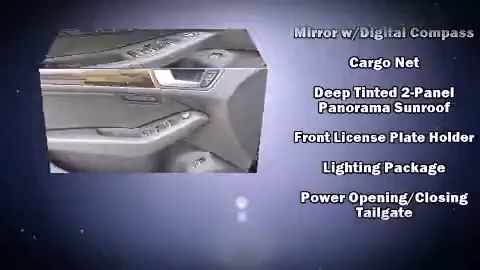 Mirror w/Digital Compass
Cargo Net
Deep Tinted 2-Panel
Panorama Sunroof
Front License Plate Holder
Lighting Package
Power Opening/Closing
Tailgate